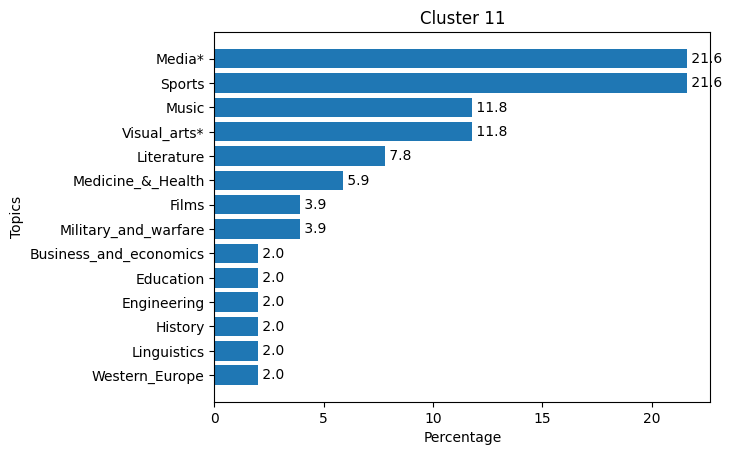 Cluster 11
Topics
Media* 21.6
Sports 21.6
Music 11.8
Visual_arts* 11.8
Literature 7.8
Medicine_&_Health 5.9
Films 3.9
Military_and_warfare 3.9
Business_and_economics 2.0
Education 2.0
Engineering 2.0
History 2.0
Linguistics 2.0
Western_Europe 2.0
0 5 10 15 20
Percentage